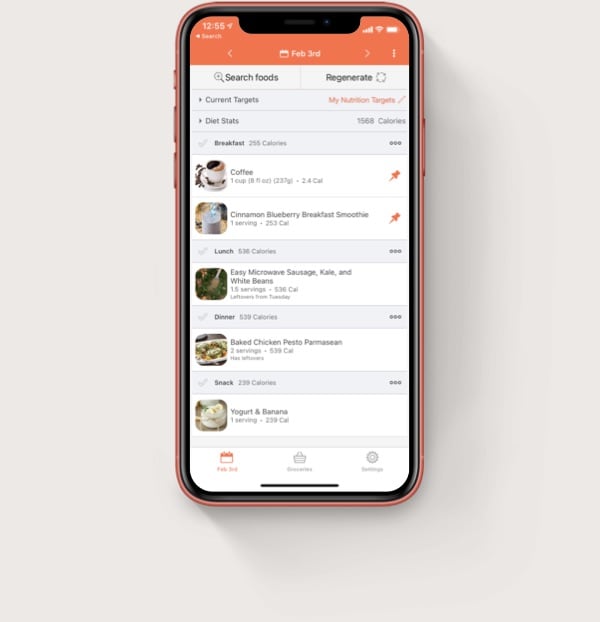 12:55
Search
Feb 3rd
Search foods
Regenerate
Current Targets
My Nutrition Targets
Diet Stats
1568 Calories
Breakfast 255 Calories
Coffee
1 cup (8 fl oz) (237g) • 2.4 Cal
Cinnamon Blueberry Breakfast Smoothie
1 serving • 253 Cal
Lunch 536 Calories
Easy Microwave Sausage, Kale, and
White Beans
1.5 servings • 536 Cal
Leftovers from Tuesday
Dinner 539 Calories
Baked Chicken Pesto Parmasean
2 servings • 539 Cal
Has leftovers
Snack 239 Calories
Yogurt & Banana
1 serving • 239 Cal
Feb 3rd
Groceries
Settings